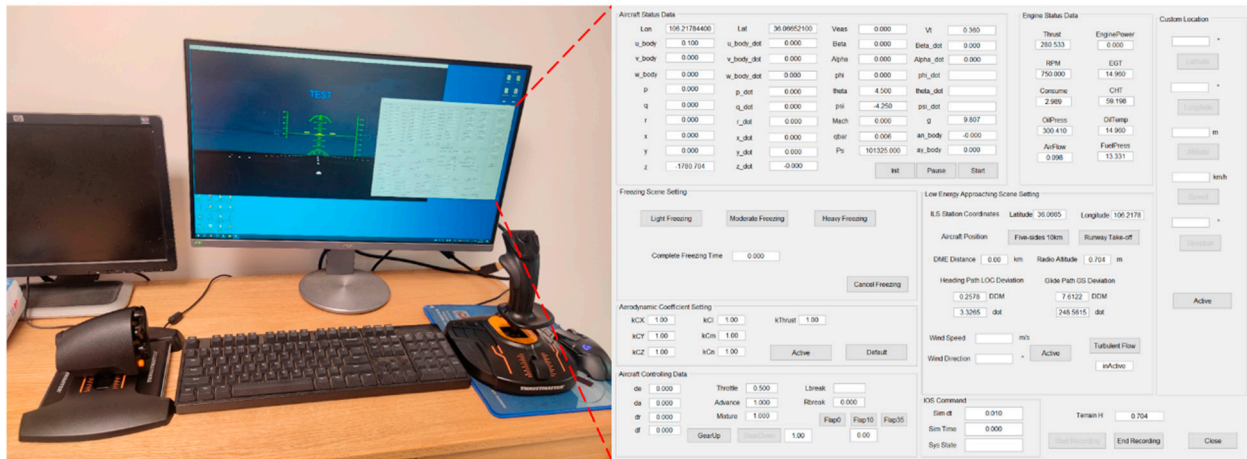 TEST
THRUSTMASTER
Aircraft Status Data
Lon 106.21784400 Lat 36.06652100 Veas 0.000 Vt 0.360
u_body 0.100 u_body_dot 0.000 Beta 0.000 Beta_dot 0.000
v_body 0.000 v_body_dot 0.000 Alpha 0.000 Alpha_dot 0.000
w_body 0.000 w_body_dot 0.000 phi 0.000 phi_dot
p 0.000 p_dot 0.000 theta 4.500 theta_dot
q 0.000 q_dot 0.000 psi -4.250 psi_dot
r 0.000 r_dot 0.000 Mach 0.000 g 9.807
x 0.000 x_dot 0.000 qbar 0.006 an_body -0.000
y 0.000 y_dot 0.000 Ps 101325.000 ay_body 0.000
z -1780.704 z_dot -0.000
Init Pause Start
Engine Status Data
Thrust EnginePower
280.533 0.000
RPM EGT
750.000 14.960
Consume CHT
2.989 59.198
OilPress OilTemp
300.410 14.960
AirFlow FuelPress
0.098 13.331
Custom Location
°
Latitude
°
Longitude
m
Altitude
km/h
Speed
°
Direction
Active
Freezing Scene Setting
Light Freezing Moderate Freezing Heavy Freezing
Complete Freezing Time 0.000
Cancel Freezing
Low Energy Approaching Scene Setting
ILS Station Coordinates Latitude 36.0665 Longitude 106.2178
Aircraft Position Five-sides 10km Runway Take-off
DME Distance 0.00 km Radio Altitude 0.704 m
Heading Path LOC Deviation Glide Path GS Deviation
0.2578 DDM 7.6122 DDM
3.3265 dot 248.5615 dot
Wind Speed m/s
Wind Direction ° Active
Turbulent Flow
inActive
Aerodynamic Coefficient Setting
kCX 1.00 kCl 1.00 kThrust 1.00
kCY 1.00 kCm 1.00
kCZ 1.00 kCn 1.00 Active Default
Aircraft Controlling Data
de 0.000 Throttle 0.500 Lbreak
da 0.000 Advance 1.000 Rbreak 0.000
dr 0.000 Mixture 1.000 Flap0 Flap10 Flap35
df 0.000 GearUp GearDown 1.00 0.00
IOS Command
Sim dt 0.010
Sim Time 0.000
Sys State
Terrain H 0.704
Start Recording End Recording Close